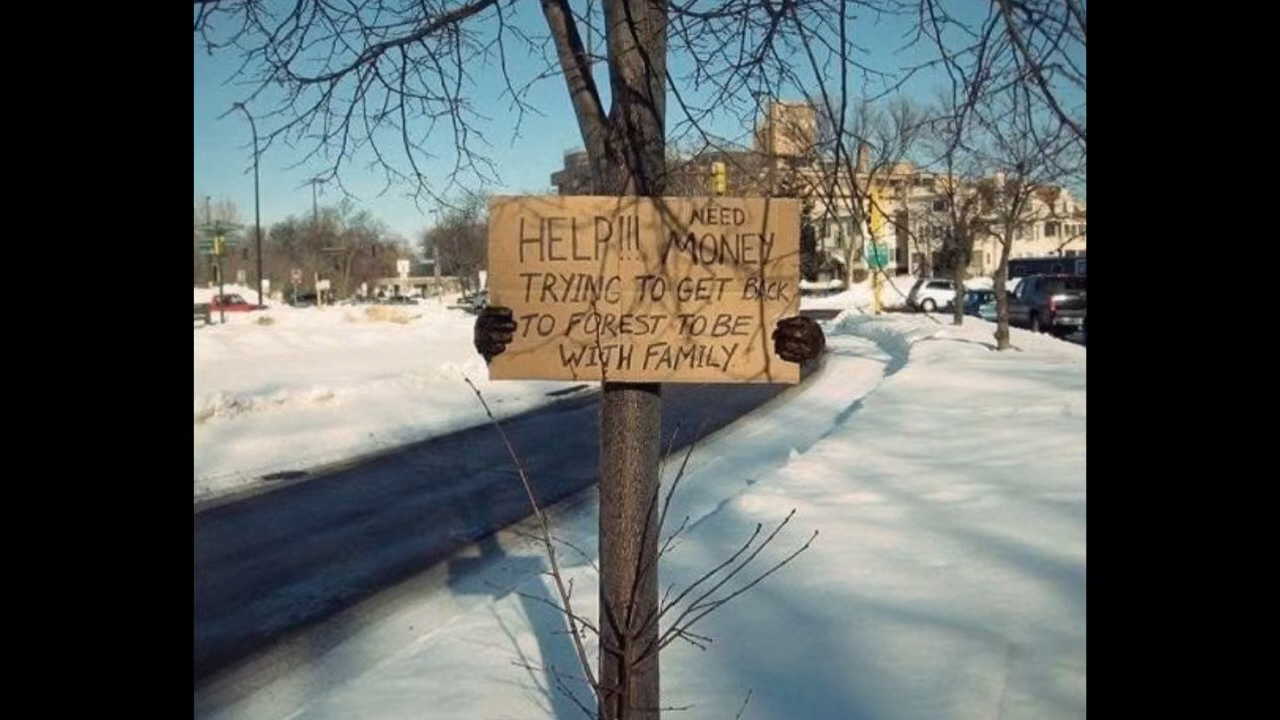 HELP!!! NEED MONEY
TRYING TO GET BACK
TO FOREST TO BE
WITH FAMILY.